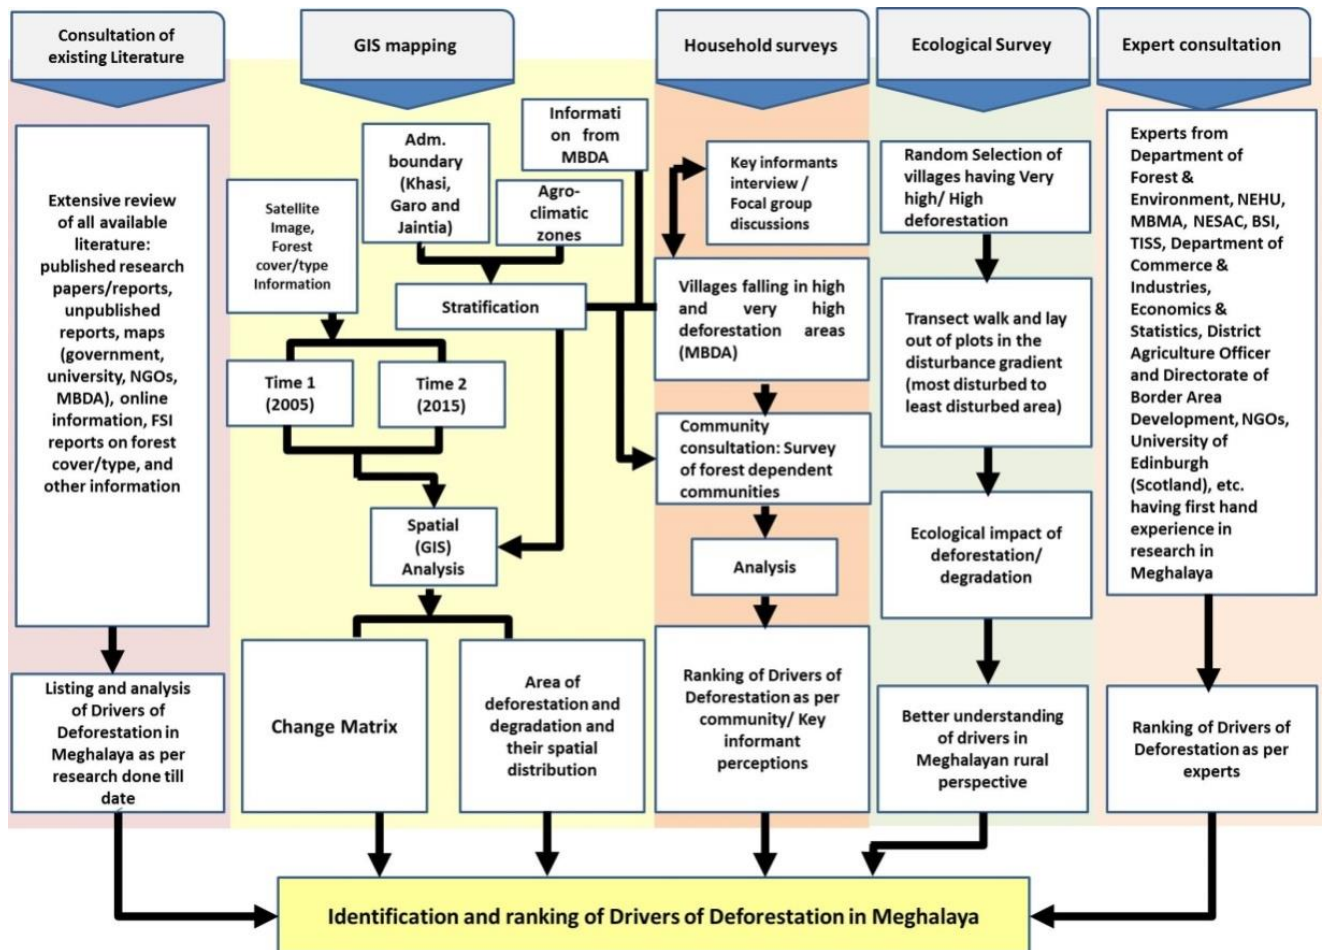 Consultation of
existing Literature
GIS mapping
Household surveys
Ecological Survey
Expert consultation
Extensive review
of all available
literature:
published research
papers/reports,
unpublished
reports, maps
(government,
university, NGOs,
MBDA), online
information, FSI
reports on forest
cover/type, and
other information
Listing and analysis
of Drivers of
Deforestation in
Meghalaya as per
research done till
date
Satellite
Image,
Forest
cover/type
Information
Adm.
boundary
(Khasi,
Garo and
Jaintia)
Informati
on from
MBDA
Agro-
climatic
zones
Stratification
Time 1
(2005)
Time 2
(2015)
Spatial
(GIS)
Analysis
Change Matrix
Area of
deforestation and
degradation and
their spatial
distribution
Key informants
interview /
Focal group
discussions
Villages falling in high
and very high
deforestation areas
(MBDA)
Community
consultation: Survey
of forest dependent
communities
Analysis
Ranking of Drivers of
Deforestation as per
community/ Key
informant
perceptions
Random Selection of
villages having Very
high/ High
deforestation
Transect walk and lay
out of plots in the
disturbance gradient
(most disturbed to
least disturbed area)
Ecological impact of
deforestation/
degradation
Better understanding
of drivers in
Meghalayan rural
perspective
Experts from
Department of
Forest &
Environment, NEHU,
MBMA, NESAC, BSI,
TISS, Department of
Commerce &
Industries,
Economics &
Statistics, District
Agriculture Officer
and Directorate of
Border Area
Development, NGOs,
University of
Edinburgh
(Scotland), etc.
having first hand
experience in
research in
Meghalaya
Ranking of Drivers of
Deforestation as per
experts
Identification and ranking of Drivers of Deforestation in Meghalaya